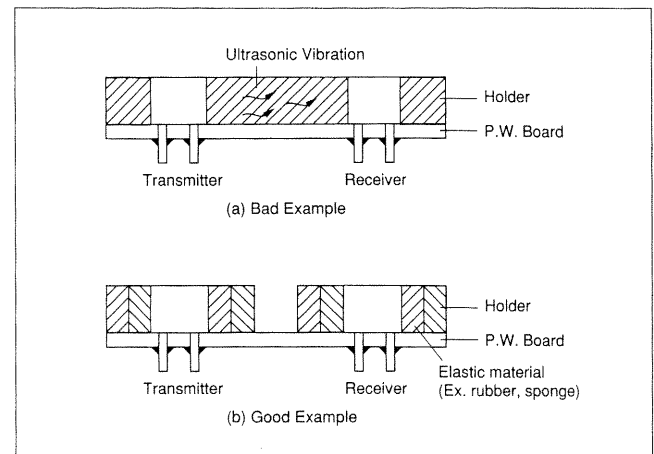 Ultrasonic Vibration
Holder
P.W. Board
Transmitter
Receiver
(a) Bad Example
Holder
P.W. Board
Elastic material
(Ex. rubber, sponge)
Transmitter
Receiver
(b) Good Example